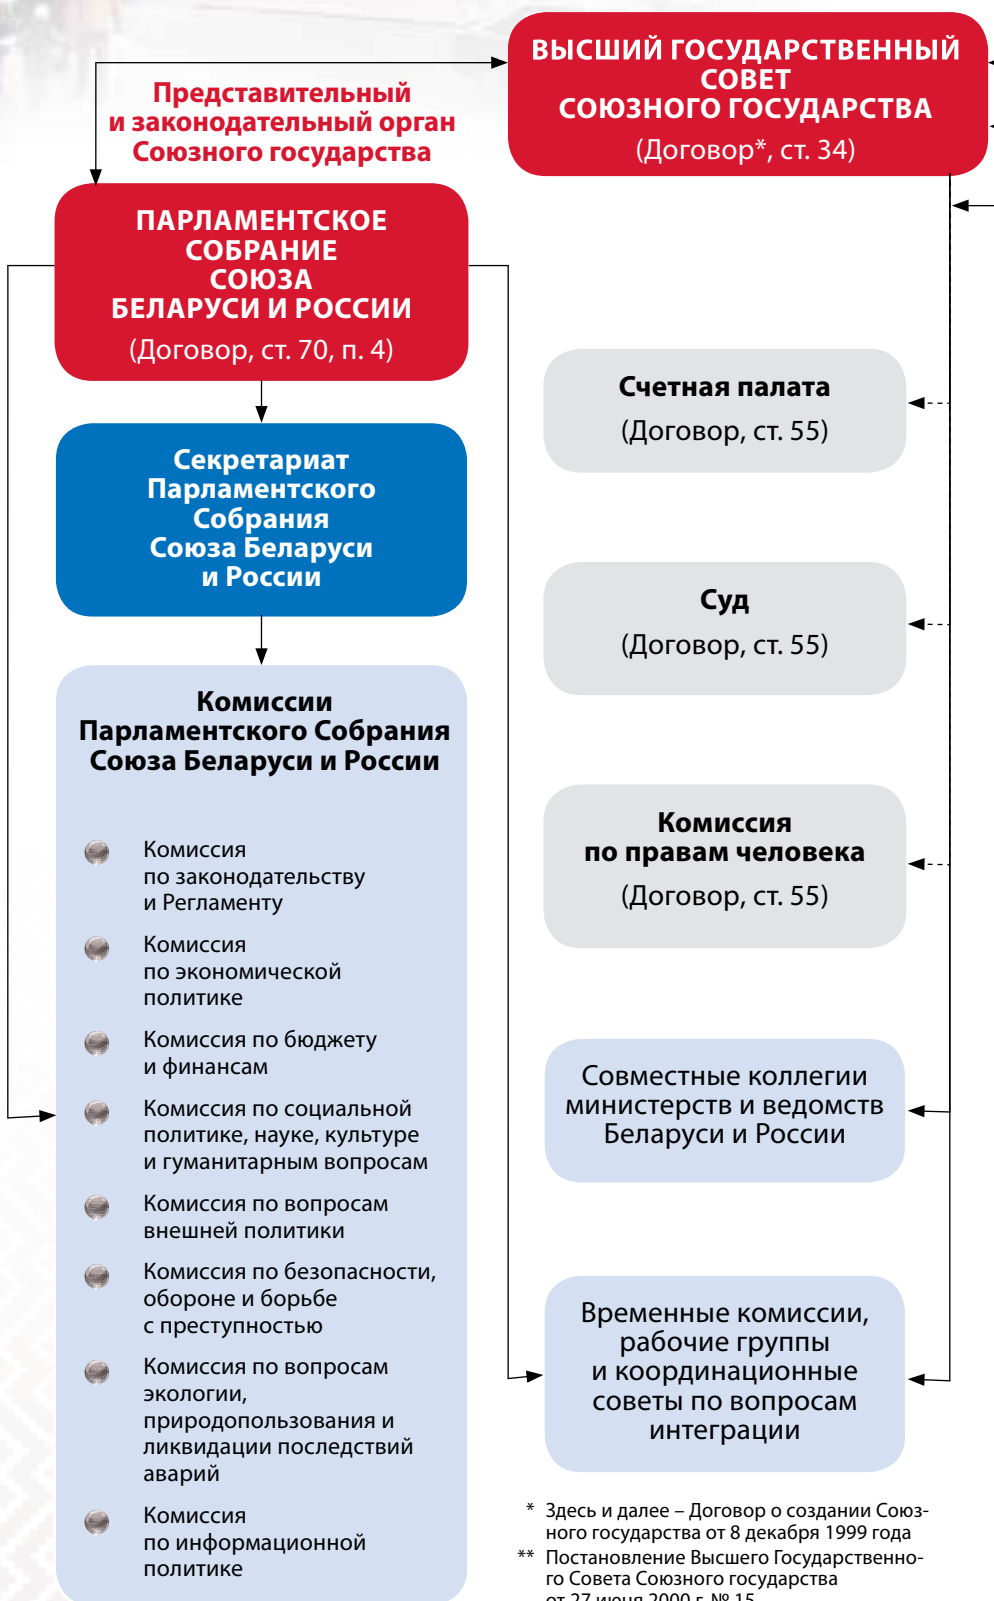 ВЫСШИЙ ГОСУДАРСТВЕННЫЙ
СОВЕТ
СОЮЗНОГО ГОСУДАРСТВА
(Договор*, ст. 34)
Представительный
и законодательный орган
Союзного государства
ПАРЛАМЕНТСКОЕ
СОБРАНИЕ
СОЮЗА
БЕЛАРУСИ И РОССИИ
(Договор, ст. 70, п. 4)
Секретариат
Парламентского
Собрания
Союза Беларуси
и России
Комиссии
Парламентского Собрания
Союза Беларуси и России
Комиссия
по законодательству
и Регламенту
Комиссия
по экономической
политике
Комиссия по бюджету
и финансам
Комиссия по социальной
политике, науке, культуре
и гуманитарным вопросам
Комиссия по вопросам
внешней политики
Комиссия по безопасности,
обороне и борьбе
с преступностью
Комиссия по вопросам
экологии,
природопользования и
ликвидации последствий
аварий
Комиссия
по информационной
политике
Счетная палата
(Договор, ст. 55)
Суд
(Договор, ст. 55)
Комиссия
по правам человека
(Договор, ст. 55)
Совместные коллегии
министерств и ведомств
Беларуси и России
Временные комиссии,
рабочие группы
и координационные
советы по вопросам
интеграции
* Здесь и далее – Договор о создании Союз-
ного государства от 8 декабря 1999 года
** Постановление Высшего Государственно-
го Совета Союзного государства
от 27 июня 2000 г. № 15